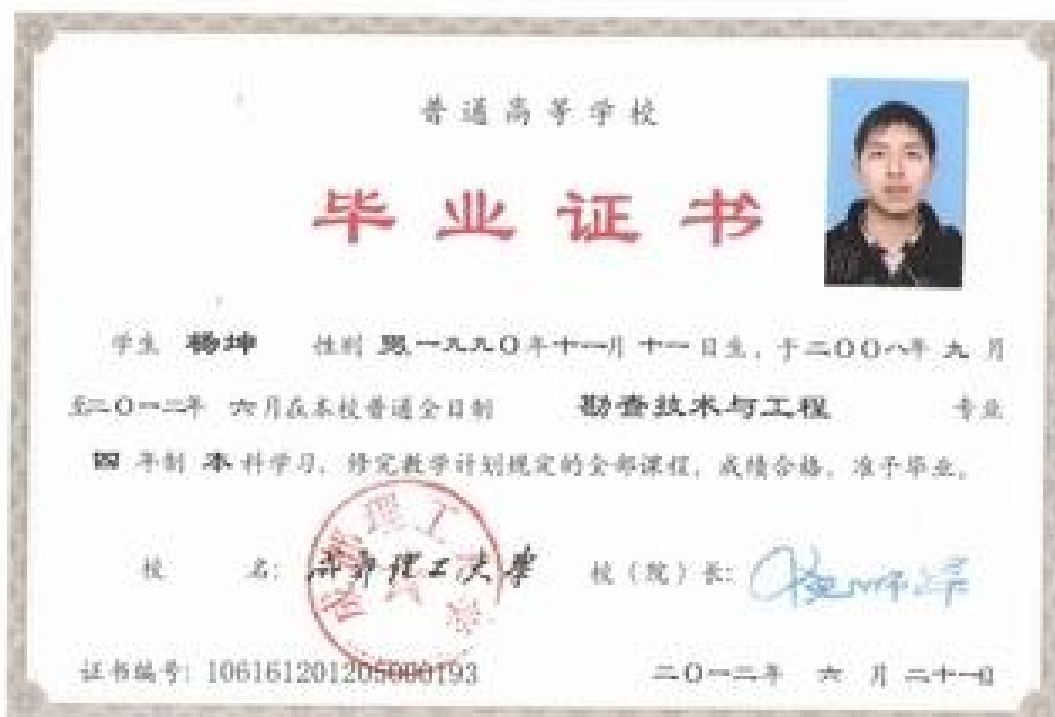 普通高等学校
毕业证书
学生 杨坤 性别 男 一九九〇年十一月 十一 日生,于二〇〇八年 九 月
至二〇一二年 六月在本校普通全日制 勘查技术与工程 专业
四 年制 本 科学习,修完教学计划规定的全部课程,成绩合格,准予毕业。
校 名: 成都理工大学 校(院)长:
证书编号: 106161201205000193 二〇一二年 六 月 二十一日